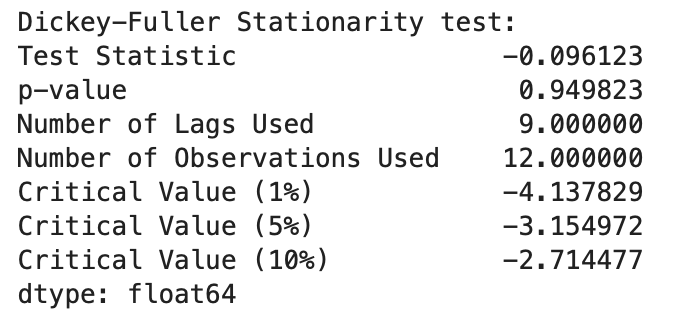 Dickey-Fuller Stationarity test:
Test Statistic -0.096123
p-value 0.949823
Number of Lags Used 9.000000
Number of Observations Used 12.000000
Critical Value (1%) -4.137829
Critical Value (5%) -3.154972
Critical Value (10%) -2.714477
dtype: float64